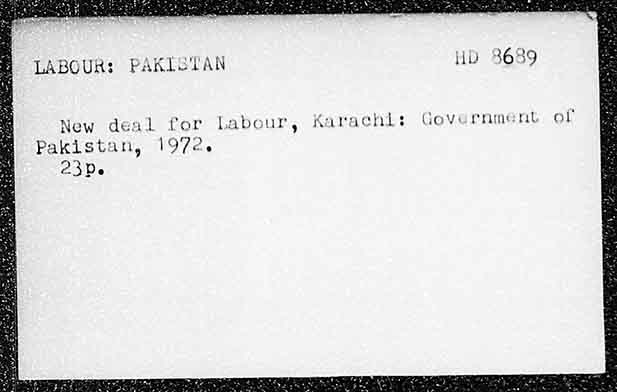 LABOUR: PAKISTAN HD 8689
New deal for Labour, Karachi: Government of
Pakistan, 1972.
23p.